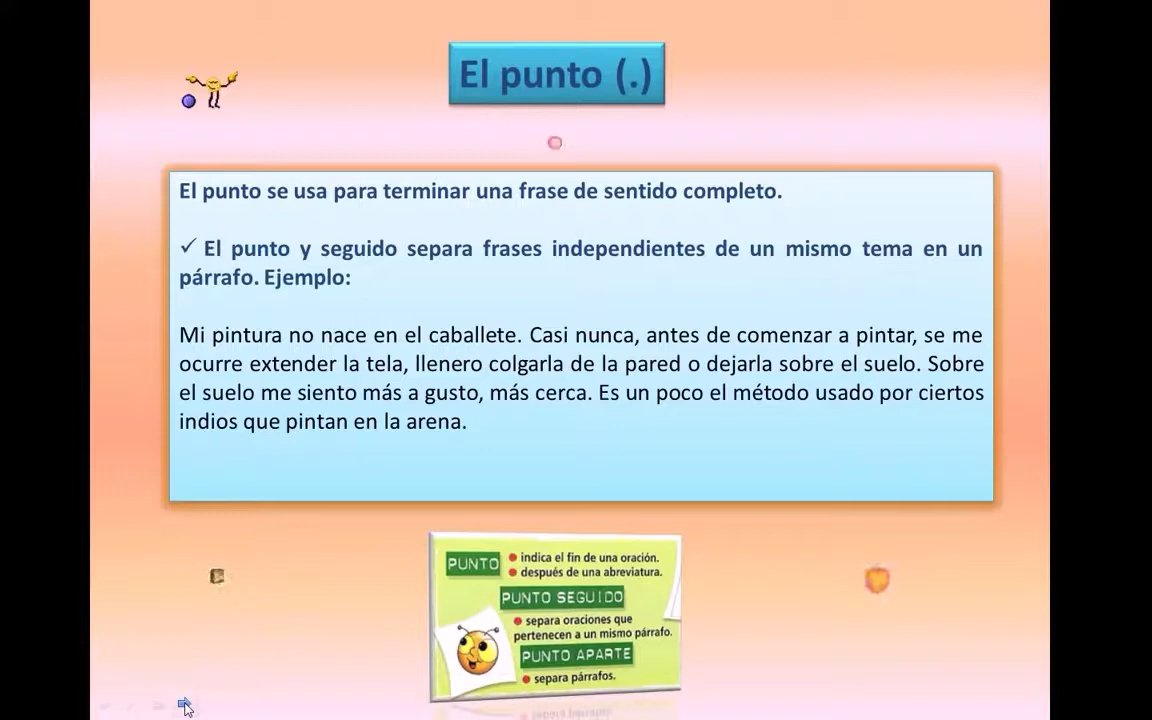 El punto (.)
El punto se usa para terminar una frase de sentido completo.
✓ El punto y seguido separa frases independientes de un mismo tema en un
párrafo. Ejemplo:
Mi pintura no nace en el caballete. Casi nunca, antes de comenzar a pintar, se me
ocurre extender la tela, llenero colgarla de la pared o dejarla sobre el suelo. Sobre
el suelo me siento más a gusto, más cerca. Es un poco el método usado por ciertos
indios que pintan en la arena.
PUNTO
• indica el fin de una oración.
• después de una abreviatura.
PUNTO SEGUIDO
• separa oraciones que
pertenecen a un mismo párrafo.
PUNTO APARTE
• separa párrafos.